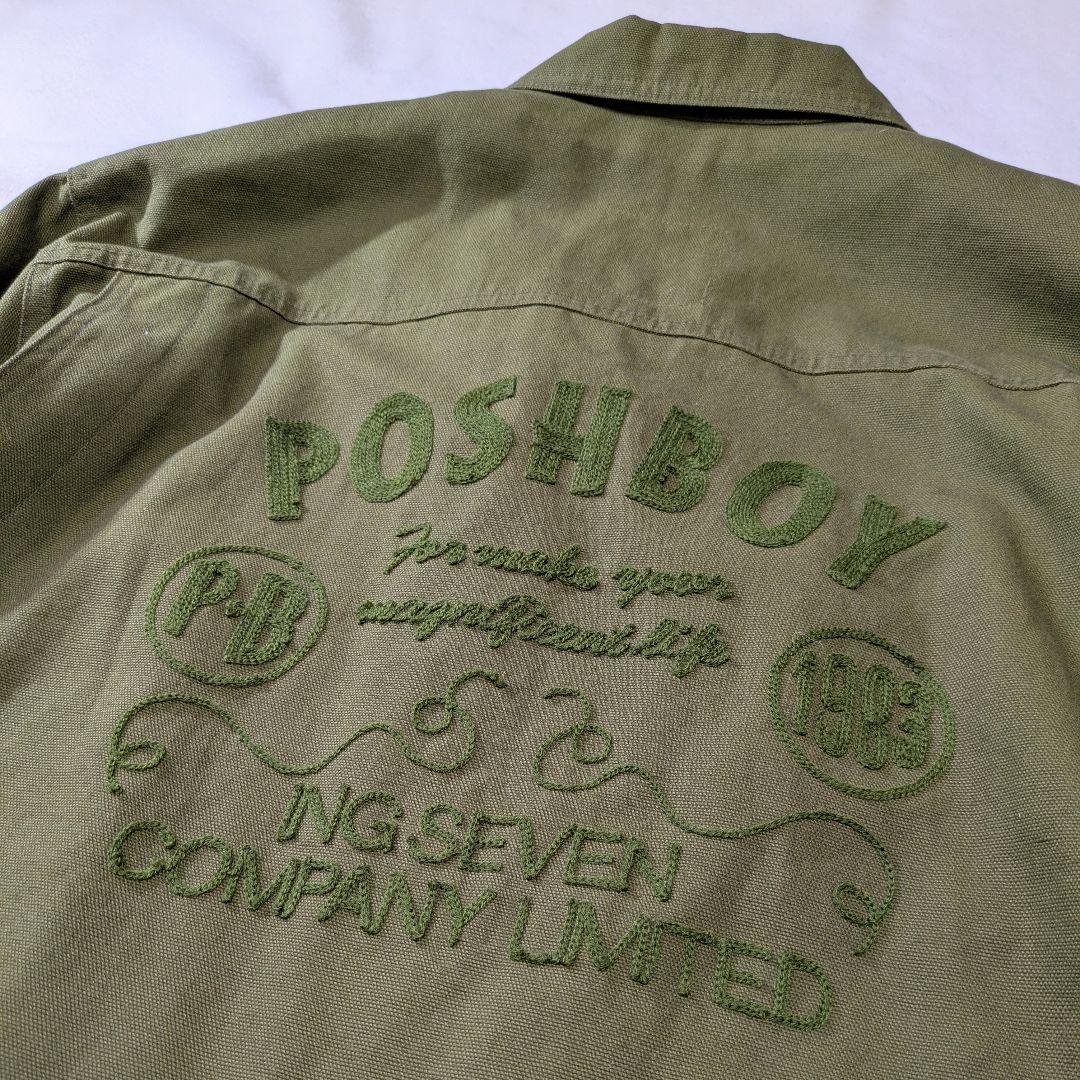 POSHBOY
For make your
magnificent life
P.B
1983
ING SEVEN
COMPANY LIMITED